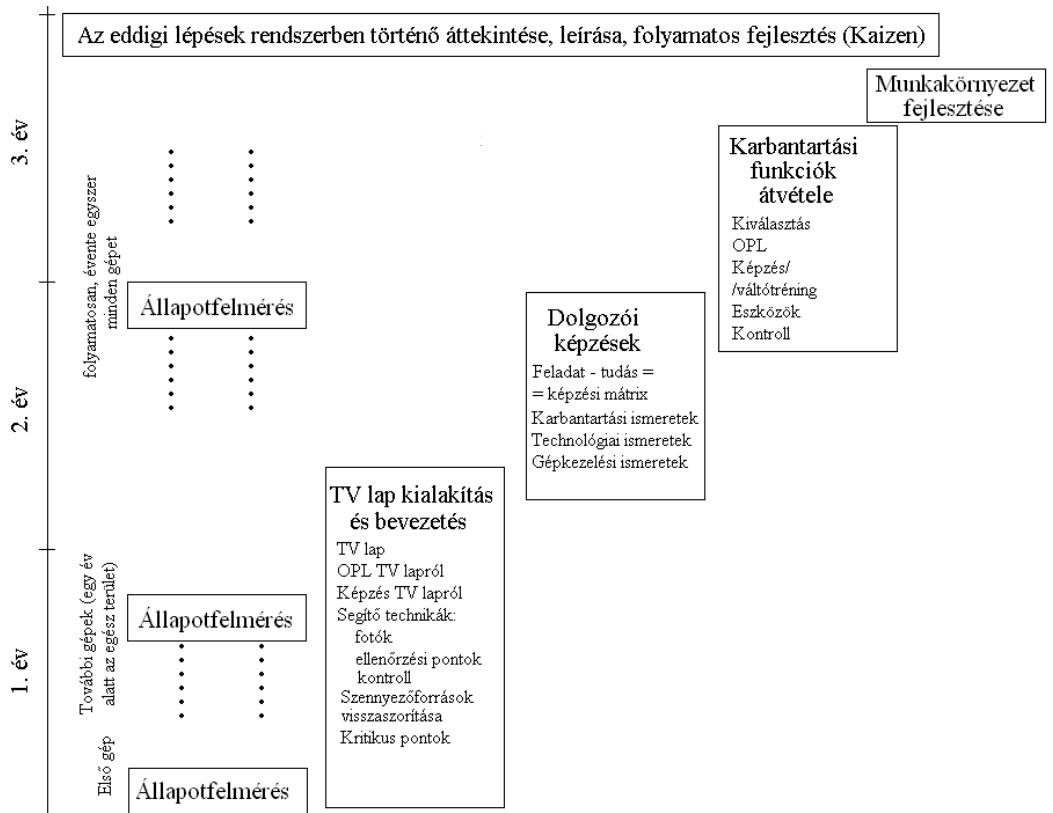 Az eddigi lépések rendszerben történő áttekintése, leírása, folyamatos fejlesztés (Kaizen)
Munkakörnyezet
fejlesztése
3. év
Karbantartási
funkciók
átvétele
Kiválasztás
OPL
Képzés/
/váltótréning
Eszközök
Kontroll
folyamatosan, évente egyszer
minden gépet
Állapotfelmérés
Dolgozói
képzések
Feladat - tudás =
= képzési mátrix
Karbantartási ismeretek
Technológiai ismeretek
Gépkezelési ismeretek
2. év
TV lap kialakítás
és bevezetés
TV lap
OPL TV lapról
Képzés TV lapról
Segítő technikák:
fotók
ellenőrzési pontok
kontroll
Szennyezőforrások
visszaszorítása
Kritikus pontok
További gépek (egy év
alatt az egész terület)
Állapotfelmérés
1. év
Első gép
Állapotfelmérés